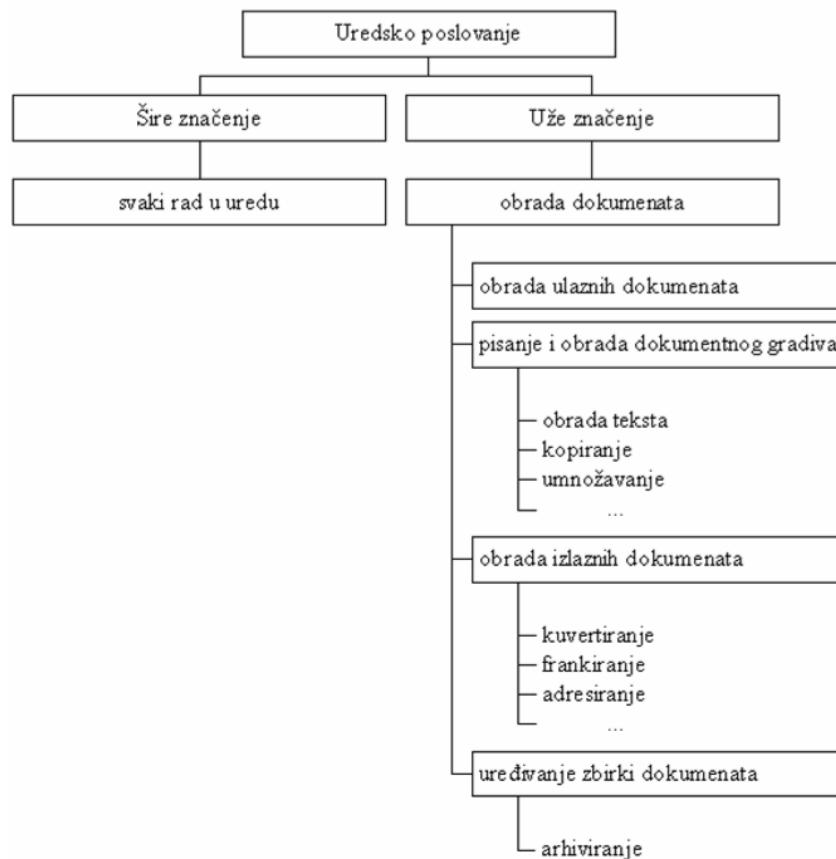 Uredsko poslovanje
Šire značenje
Uže značenje
svaki rad u uredu
obrada dokumenata
obrada ulaznih dokumenata
pisanje i obrada dokumentnog gradiva
obrada teksta
kopiranje
umnožavanje
...
obrada izlaznih dokumenata
kuvertiranje
frankiranje
adresiranje
...
uređivanje zbirki dokumenata
arhiviranje